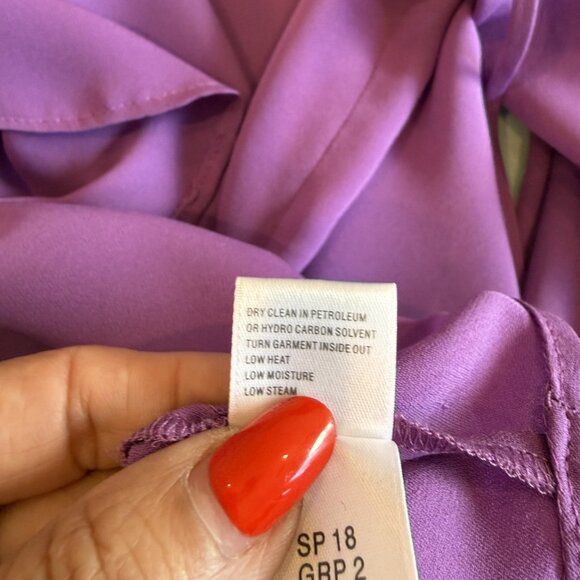 DRY CLEAN IN PETROLEUM
OR HYDRO CARBON SOLVENT
TURN GARMENT INSIDE OUT
LOW HEAT
LOW MOISTURE
LOW STEAM
SP 18
GRP 2